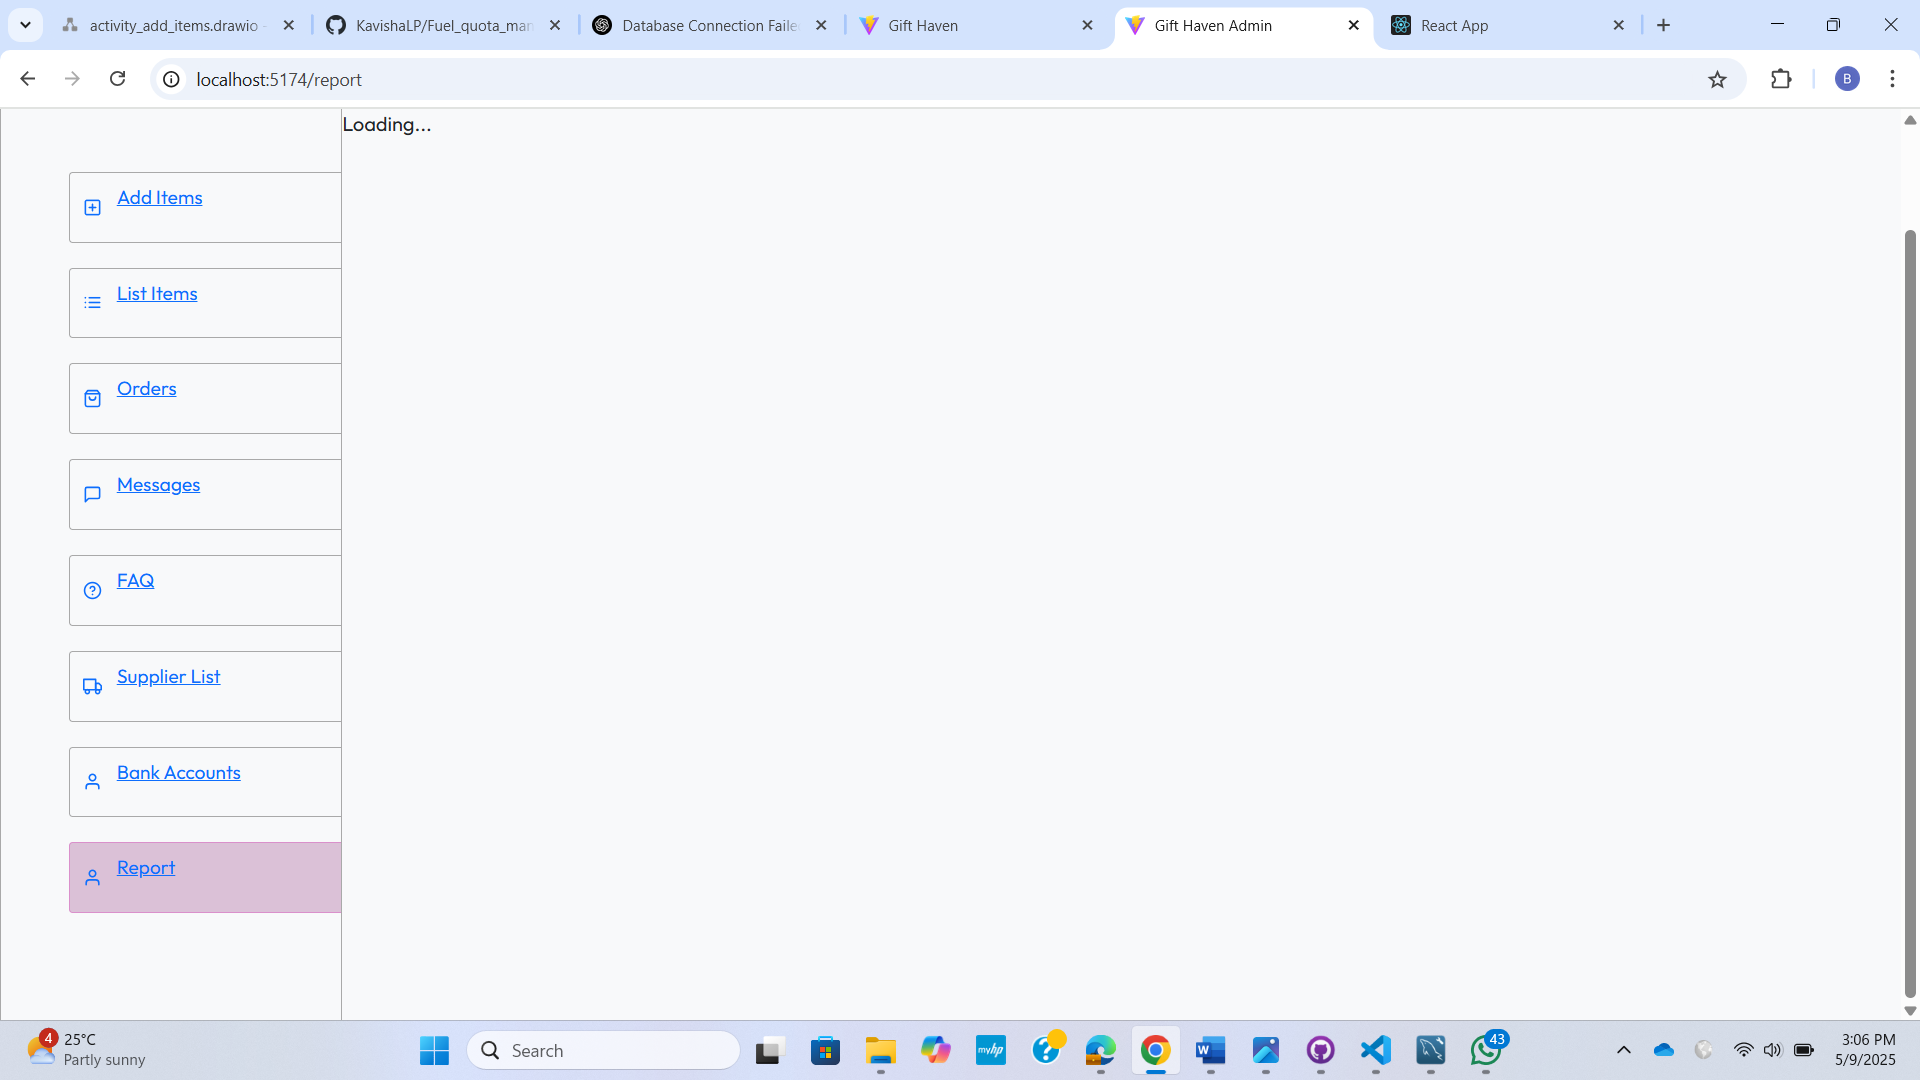 activity_add_items.drawio -
KavishaLP/Fuel_quota_man
Database Connection Faile
Gift Haven
Gift Haven Admin
React App
localhost:5174/report
B
Loading...
Add Items
List Items
Orders
Messages
FAQ
Supplier List
Bank Accounts
Report
4
25°C
Partly sunny
Search
myhp
W
43
3:06 PM
5/9/2025